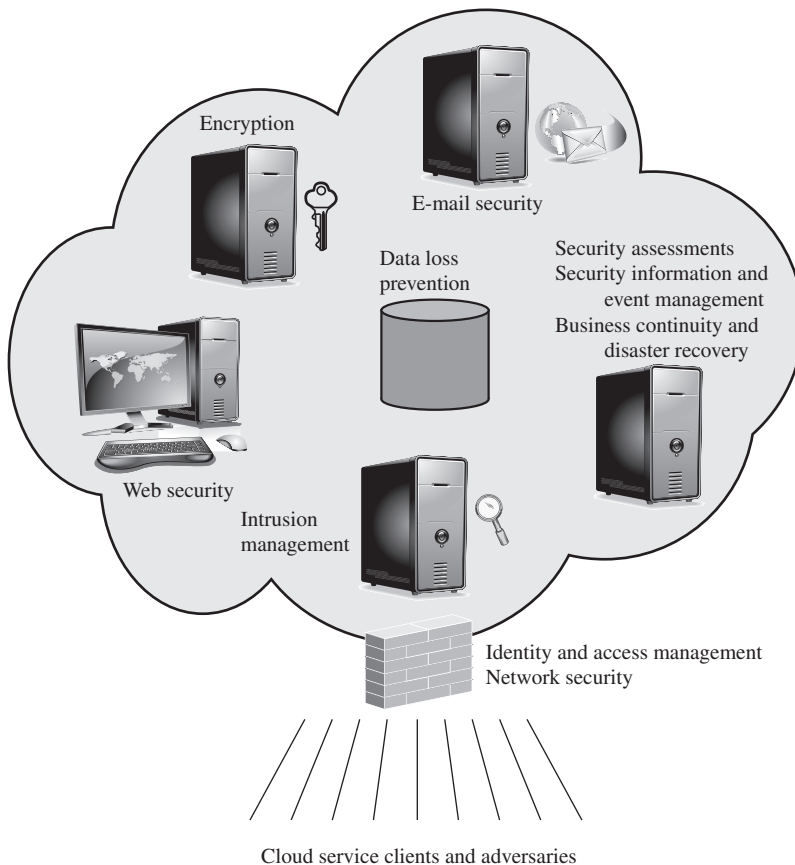 Encryption
E-mail security
Data loss
prevention
Security assessments
Security information and
event management
Business continuity and
disaster recovery
Web security
Intrusion
management
Identity and access management
Network security
Cloud service clients and adversaries